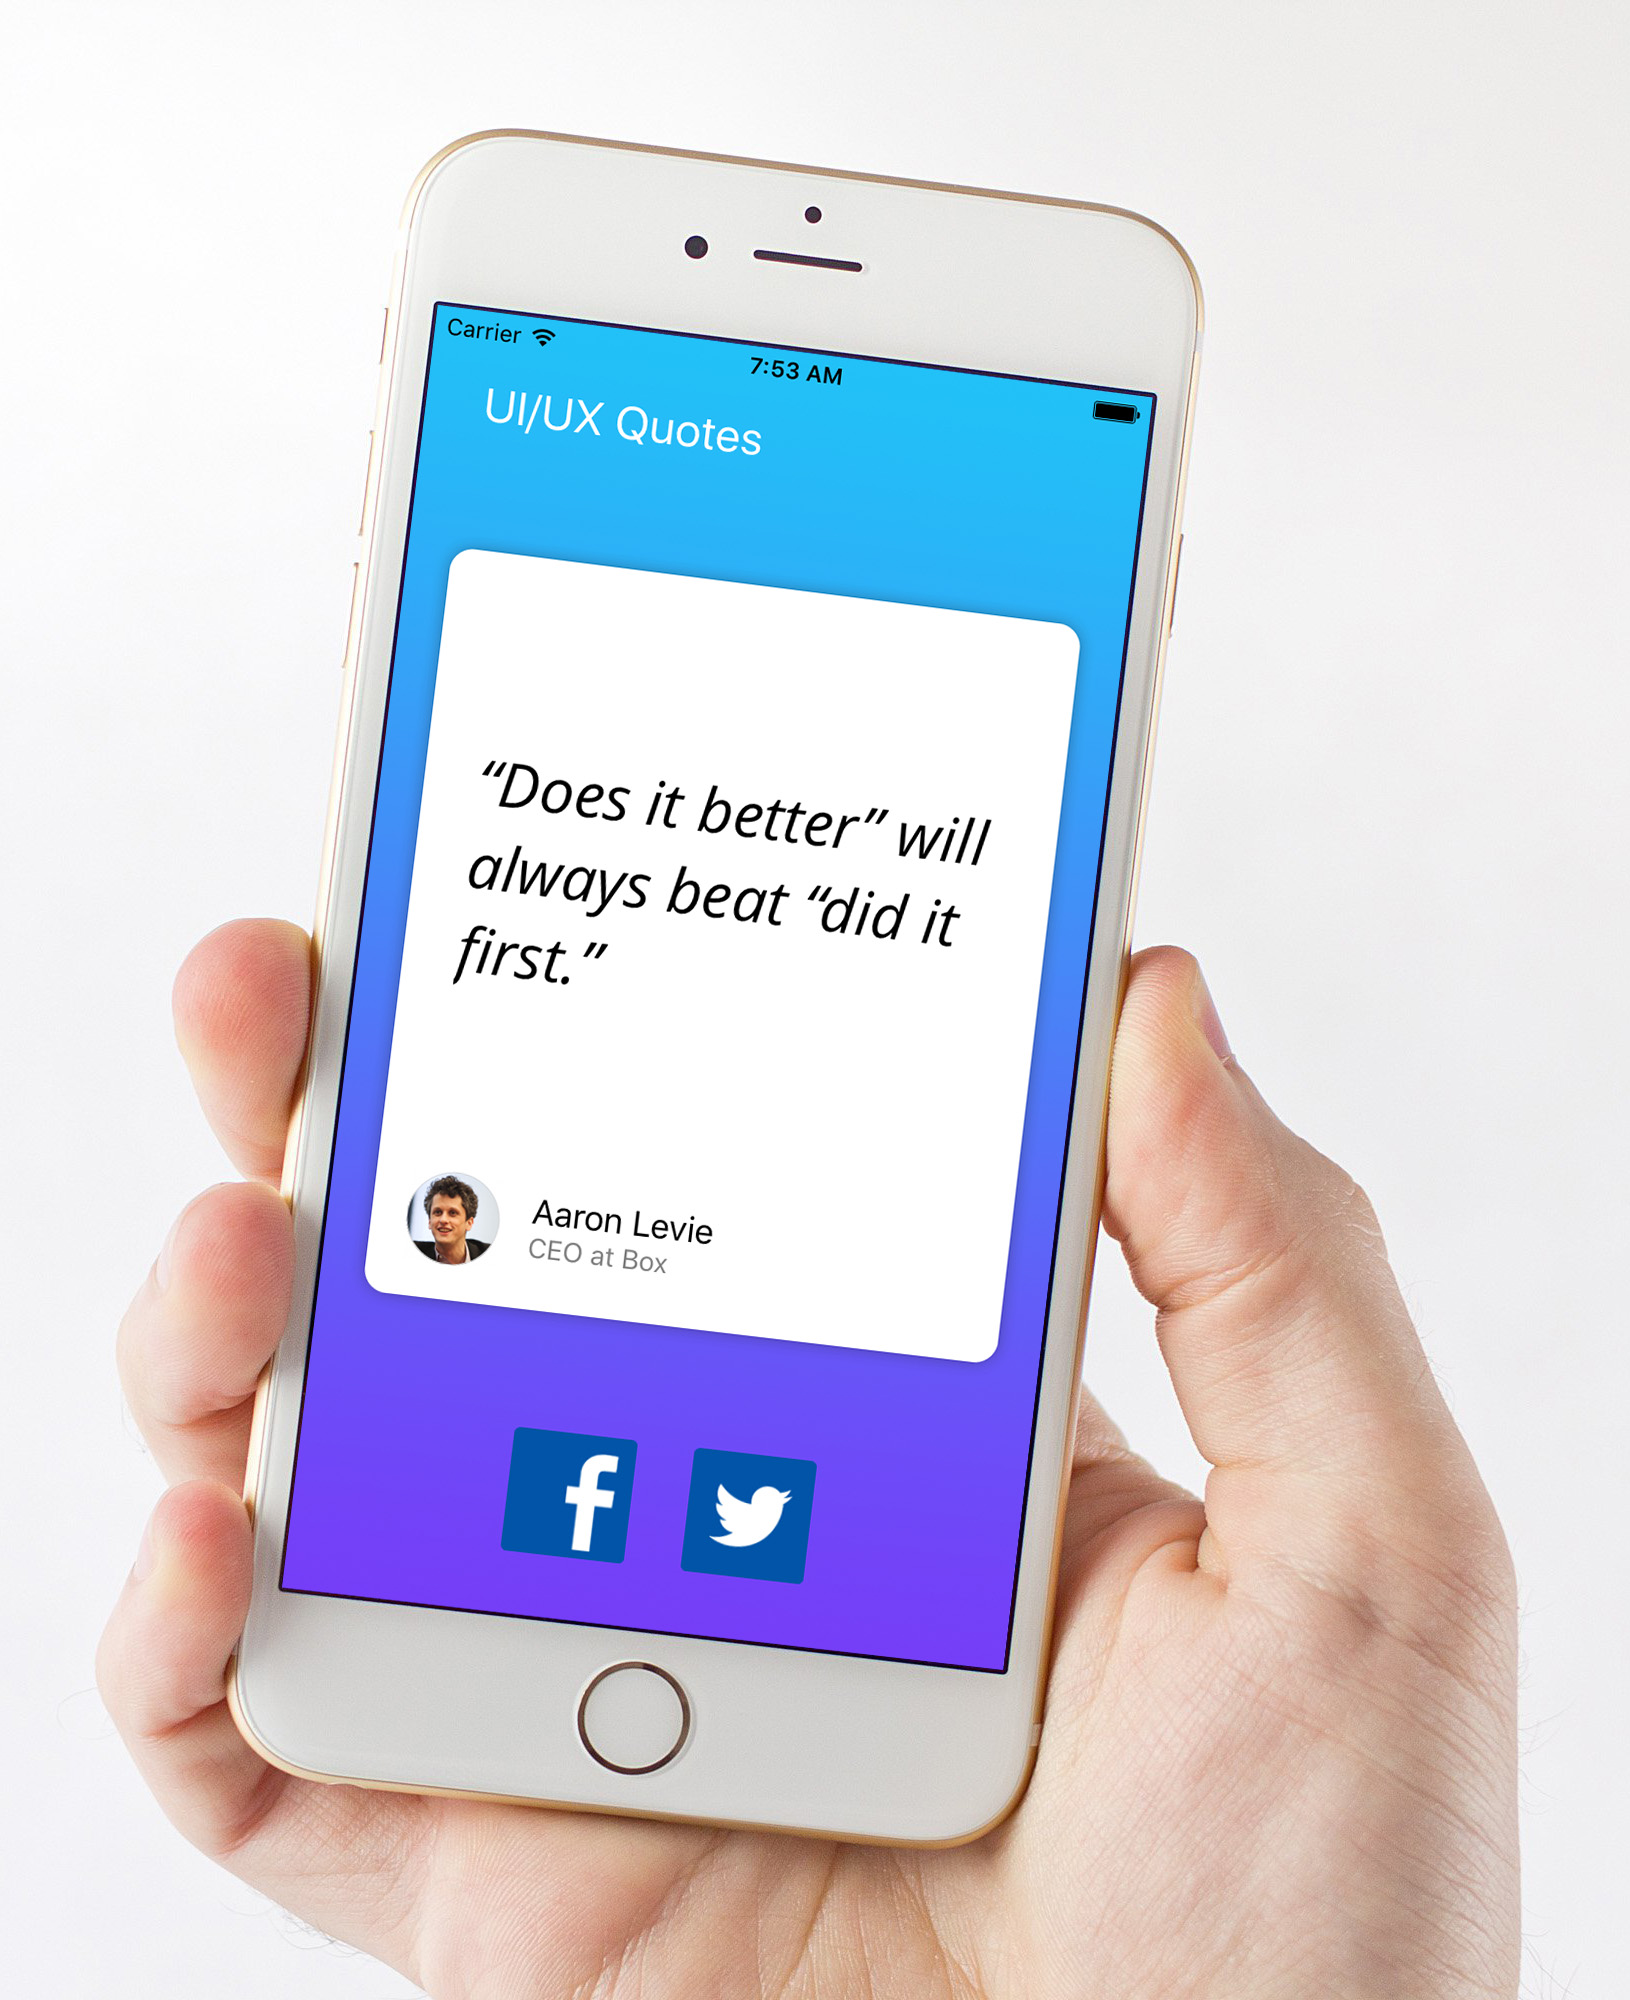 Carrier
7:53 AM
UI/UX Quotes
“Does it better” will
always beat “did it
first.”
Aaron Levie
CEO at Box